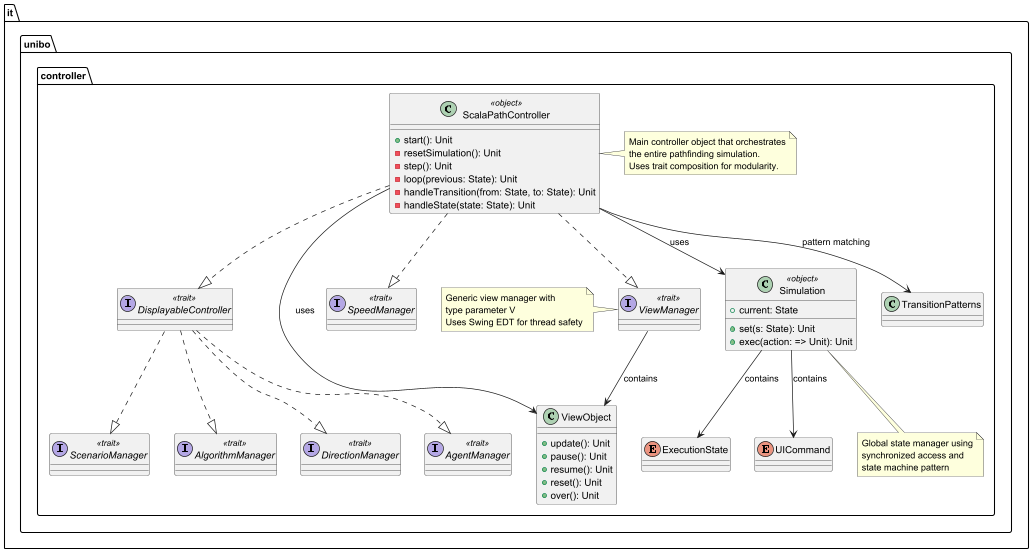 it
unibo
controller
C
«object»
ScalaPathController
start(): Unit
resetSimulation(): Unit
step(): Unit
loop(previous: State): Unit
handleTransition(from: State, to: State): Unit
handleState(state: State): Unit
Main controller object that orchestrates
the entire pathfinding simulation.
Uses trait composition for modularity.
uses
pattern matching
I
«trait»
DisplayableController
uses
I
«trait»
SpeedManager
Generic view manager with
type parameter V
Uses Swing EDT for thread safety
I
«trait»
ViewManager
C
«object»
Simulation
current: State
set(s: State): Unit
exec(action: => Unit): Unit
C
TransitionPatterns
contains
contains
contains
I
«trait»
ScenarioManager
I
«trait»
AlgorithmManager
I
«trait»
DirectionManager
I
«trait»
AgentManager
C
ViewObject
update(): Unit
pause(): Unit
resume(): Unit
reset(): Unit
over(): Unit
E
ExecutionState
E
UICommand
Global state manager using
synchronized access and
state machine pattern